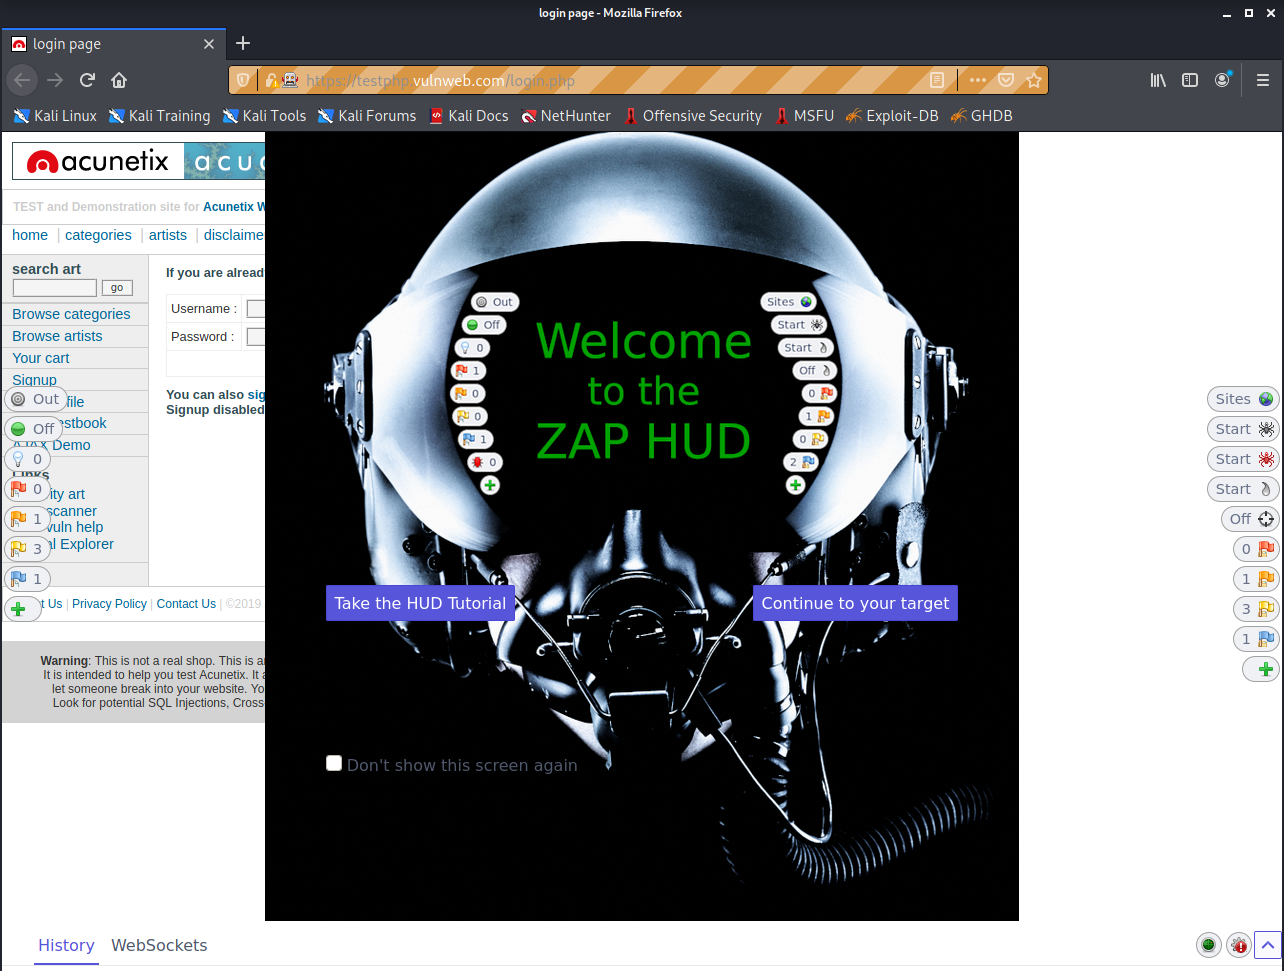 login page - Mozilla Firefox
login page
https://testphp.vulnweb.com/login.php
Kali Linux Kali Training Kali Tools Kali Forums Kali Docs NetHunter Offensive Security MSFU Exploit-DB GHDB
acunetix acu
TEST and Demonstration site for Acunetix W
home | categories | artists | disclaime
search art
go
Browse categories
Browse artists
Your cart
Signup
file
estbook
AJAX Demo
Links
ity art
scanner
vuln help
al Explorer
If you are alread
Username :
Password :
You can also sig
Signup disabled
t Us | Privacy Policy | Contact Us | ©2019
Warning: This is not a real shop. This is an
It is intended to help you test Acunetix. It a
let someone break into your website. Yo
Look for potential SQL Injections, Cross
Out
Off
0
0
1
3
1
Out
Off
0
1
0
0
1
0
Welcome
to the
ZAP HUD
Sites
Start
Start
Off
0
1
0
2
Take the HUD Tutorial
Continue to your target
Don't show this screen again
Sites
Start
Start
Start
Off
0
1
3
1
History WebSockets